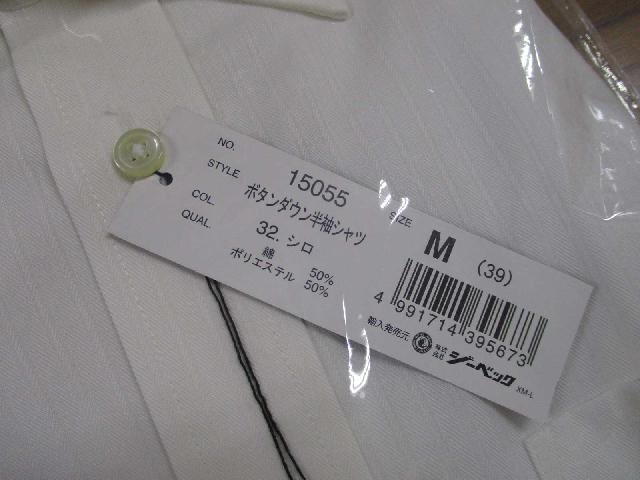 NO. 15055
STYLE ボタンダウン半袖シャツ
COL. 32. シロ
QUAL. 綿 50%
ポリエステル 50%
SIZE M (39)
4 991714 395673
輸入発売元 株式会社 ジーベック
XM-L